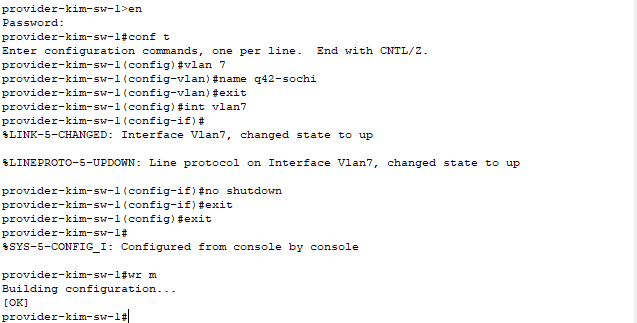 provider-kim-sw-1>en
Password:
provider-kim-sw-1#conf t
Enter configuration commands, one per line.  End with CNTL/Z.
provider-kim-sw-1(config)#vlan 7
provider-kim-sw-1(config-vlan)#name q42-sochi
provider-kim-sw-1(config-vlan)#exit
provider-kim-sw-1(config)#int vlan7
provider-kim-sw-1(config-if)#
%LINK-5-CHANGED: Interface Vlan7, changed state to up
%LINEPROTO-5-UPDOWN: Line protocol on Interface Vlan7, changed state to up
provider-kim-sw-1(config-if)#no shutdown
provider-kim-sw-1(config-if)#exit
provider-kim-sw-1(config)#exit
provider-kim-sw-1#
%SYS-5-CONFIG_I: Configured from console by console
provider-kim-sw-1#wr m
Building configuration...
[OK]
provider-kim-sw-1#